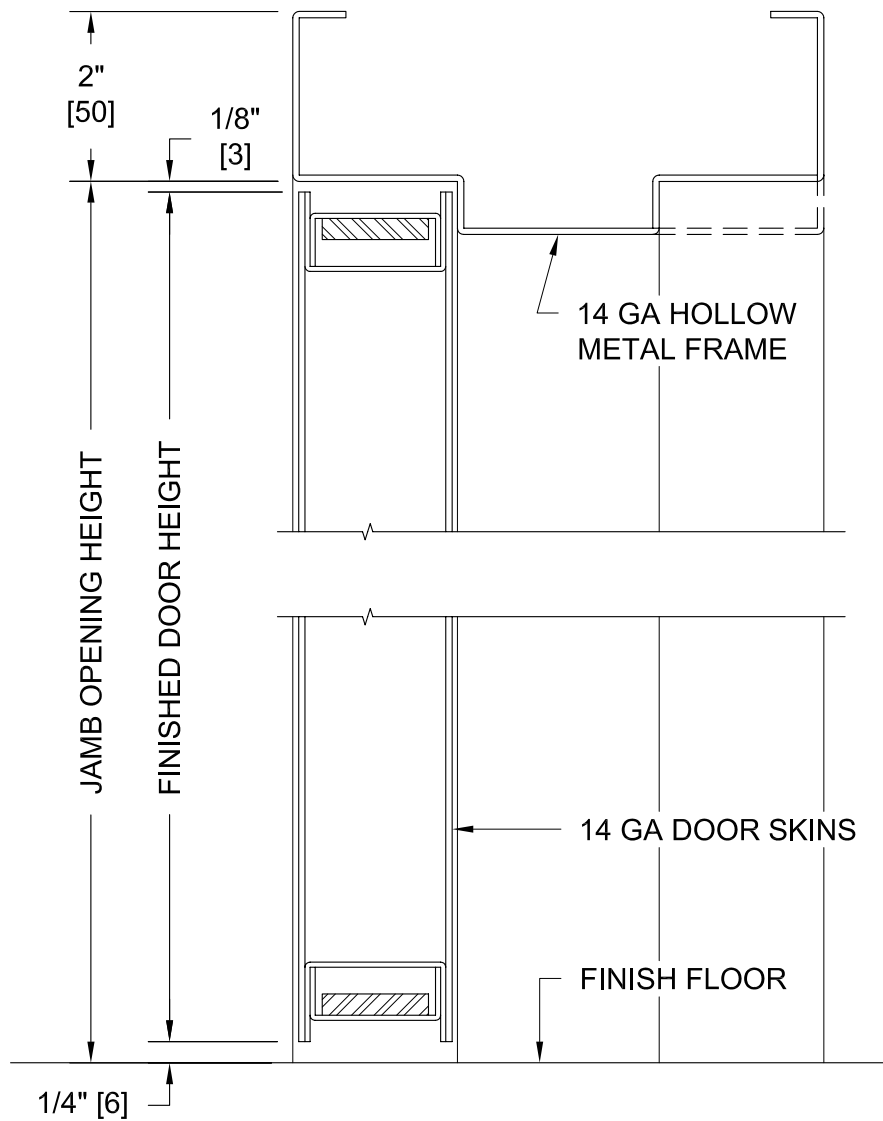 2"
[50]
1/8"
[3]
14 GA HOLLOW
METAL FRAME
JAMB OPENING HEIGHT
FINISHED DOOR HEIGHT
14 GA DOOR SKINS
FINISH FLOOR
1/4" [6]